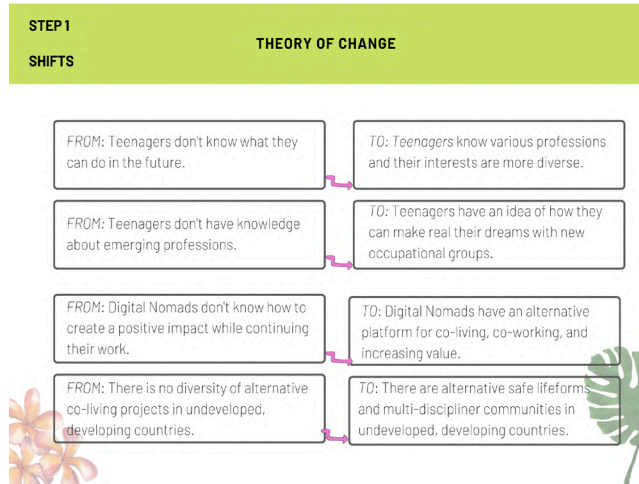 STEP 1
THEORY OF CHANGE
SHIFTS
FROM: Teenagers don't know what they
can do in the future.
TO: Teenagers know various professions
and their interests are more diverse.
FROM: Teenagers don't have knowledge
about emerging professions.
TO: Teenagers have an idea of how they
can make real their dreams with new
occupational groups.
FROM: Digital Nomads don't know how to
create a positive impact while continuing
their work.
TO: Digital Nomads have an alternative
platform for co-living, co-working, and
increasing value.
FROM: There is no diversity of alternative
co-living projects in undeveloped,
developing countries.
TO: There are alternative safe lifeforms
and multi-discipliner communities in
undeveloped, developing countries.